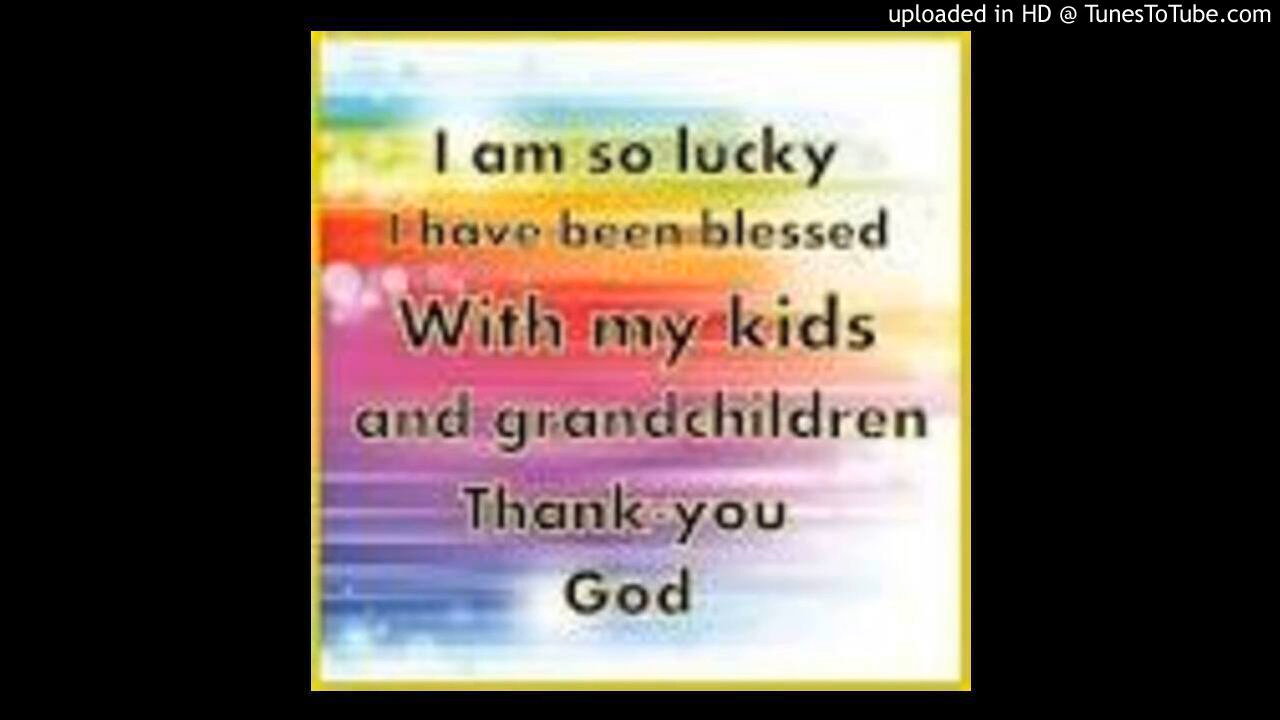 uploaded in HD @ TunesToTube.com
I am so lucky
I have been blessed
With my kids
and grandchildren
Thank you
God